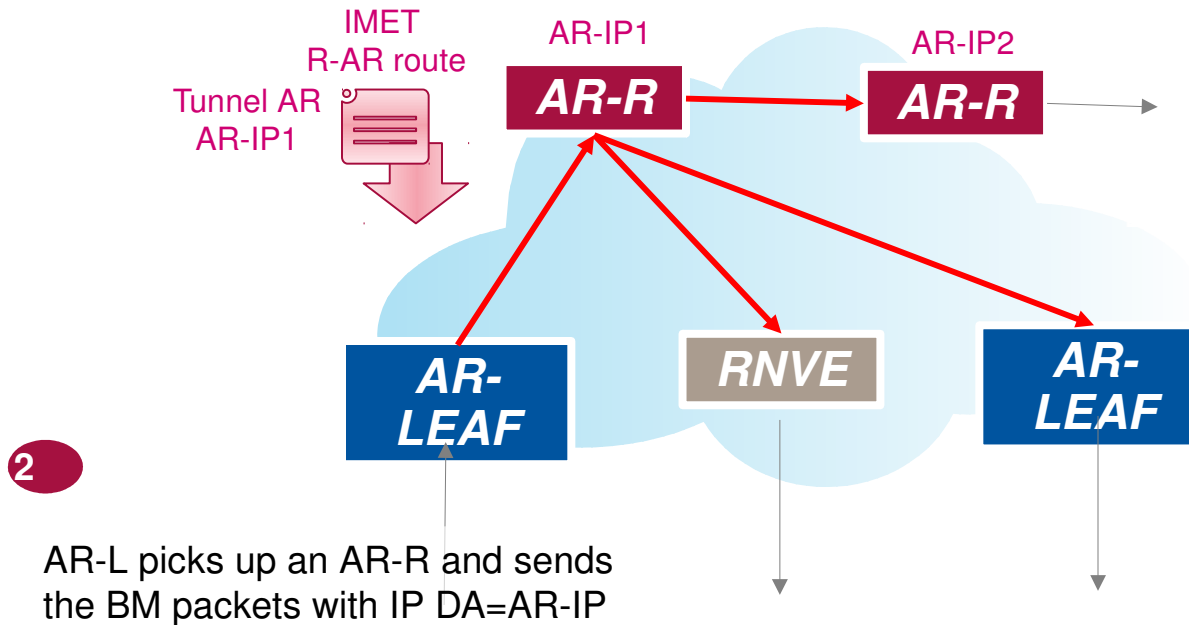 IMET
R-AR route
Tunnel AR
AR-IP1
AR-IP1
AR-R
AR-IP2
AR-R
AR-
LEAF
RNVE
AR-
LEAF
2
AR-L picks up an AR-R and sends
the BM packets with IP DA=AR-IP